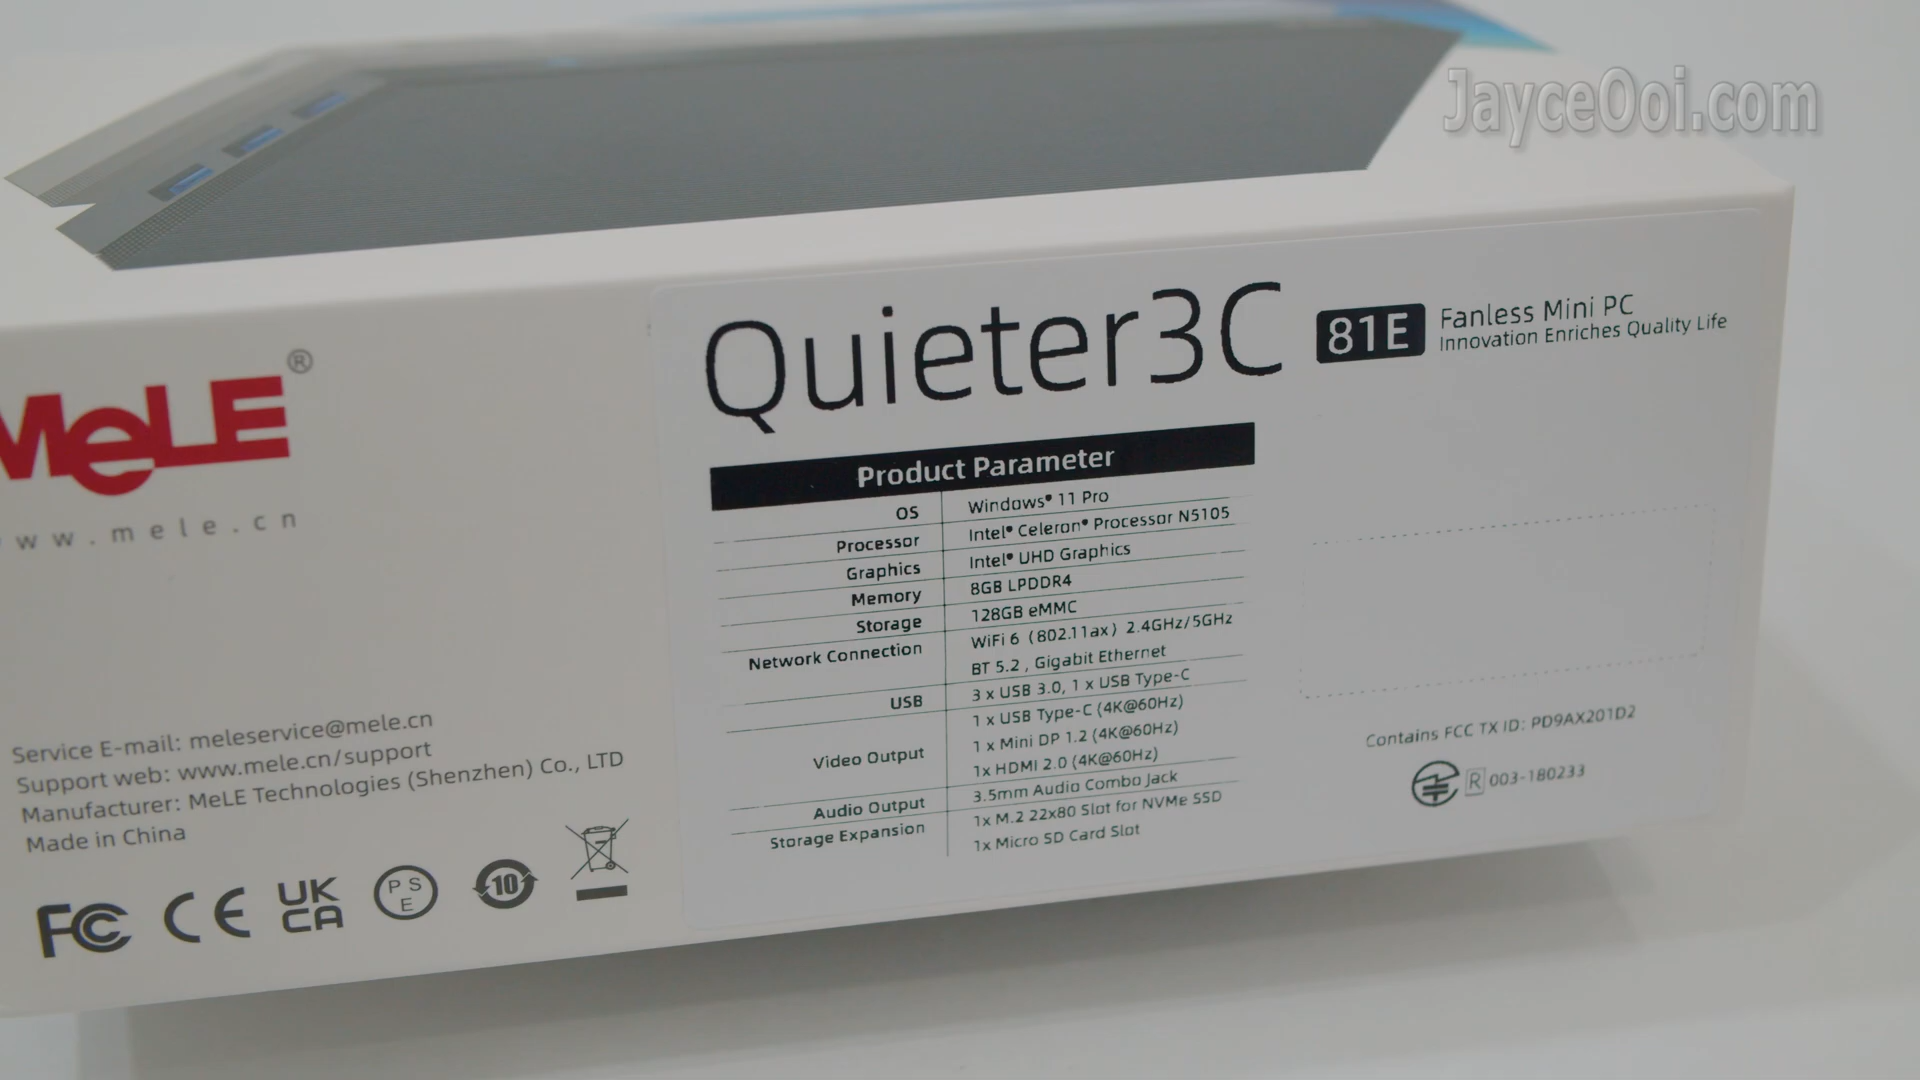 JayceOoi.com
MeLE®
www.mele.cn
Service E-mail: meleservice@mele.cn
Support web: www.mele.cn/support
Manufacturer: MeLE Technologies (Shenzhen) Co., LTD
Made in China
FC CE UK CA PSE 10
Quieter3C 81E Fanless Mini PC
Innovation Enriches Quality Life
Product Parameter
OS Windows® 11 Pro
Processor Intel® Celeron® Processor N5105
Graphics Intel® UHD Graphics
Memory 8GB LPDDR4
Storage 128GB eMMC
Network Connection WiFi 6 (802.11ax) 2.4GHz/5GHz
BT 5.2 , Gigabit Ethernet
USB 3 x USB 3.0, 1 x USB Type-C
1 x USB Type-C (4K@60Hz)
Video Output 1 x Mini DP 1.2 (4K@60Hz)
1x HDMI 2.0 (4K@60Hz)
Audio Output 3.5mm Audio Combo Jack
Storage Expansion 1x M.2 22x80 Slot for NVMe SSD
1x Micro SD Card Slot
Contains FCC TX ID: PD9AX201D2
R 003-180233